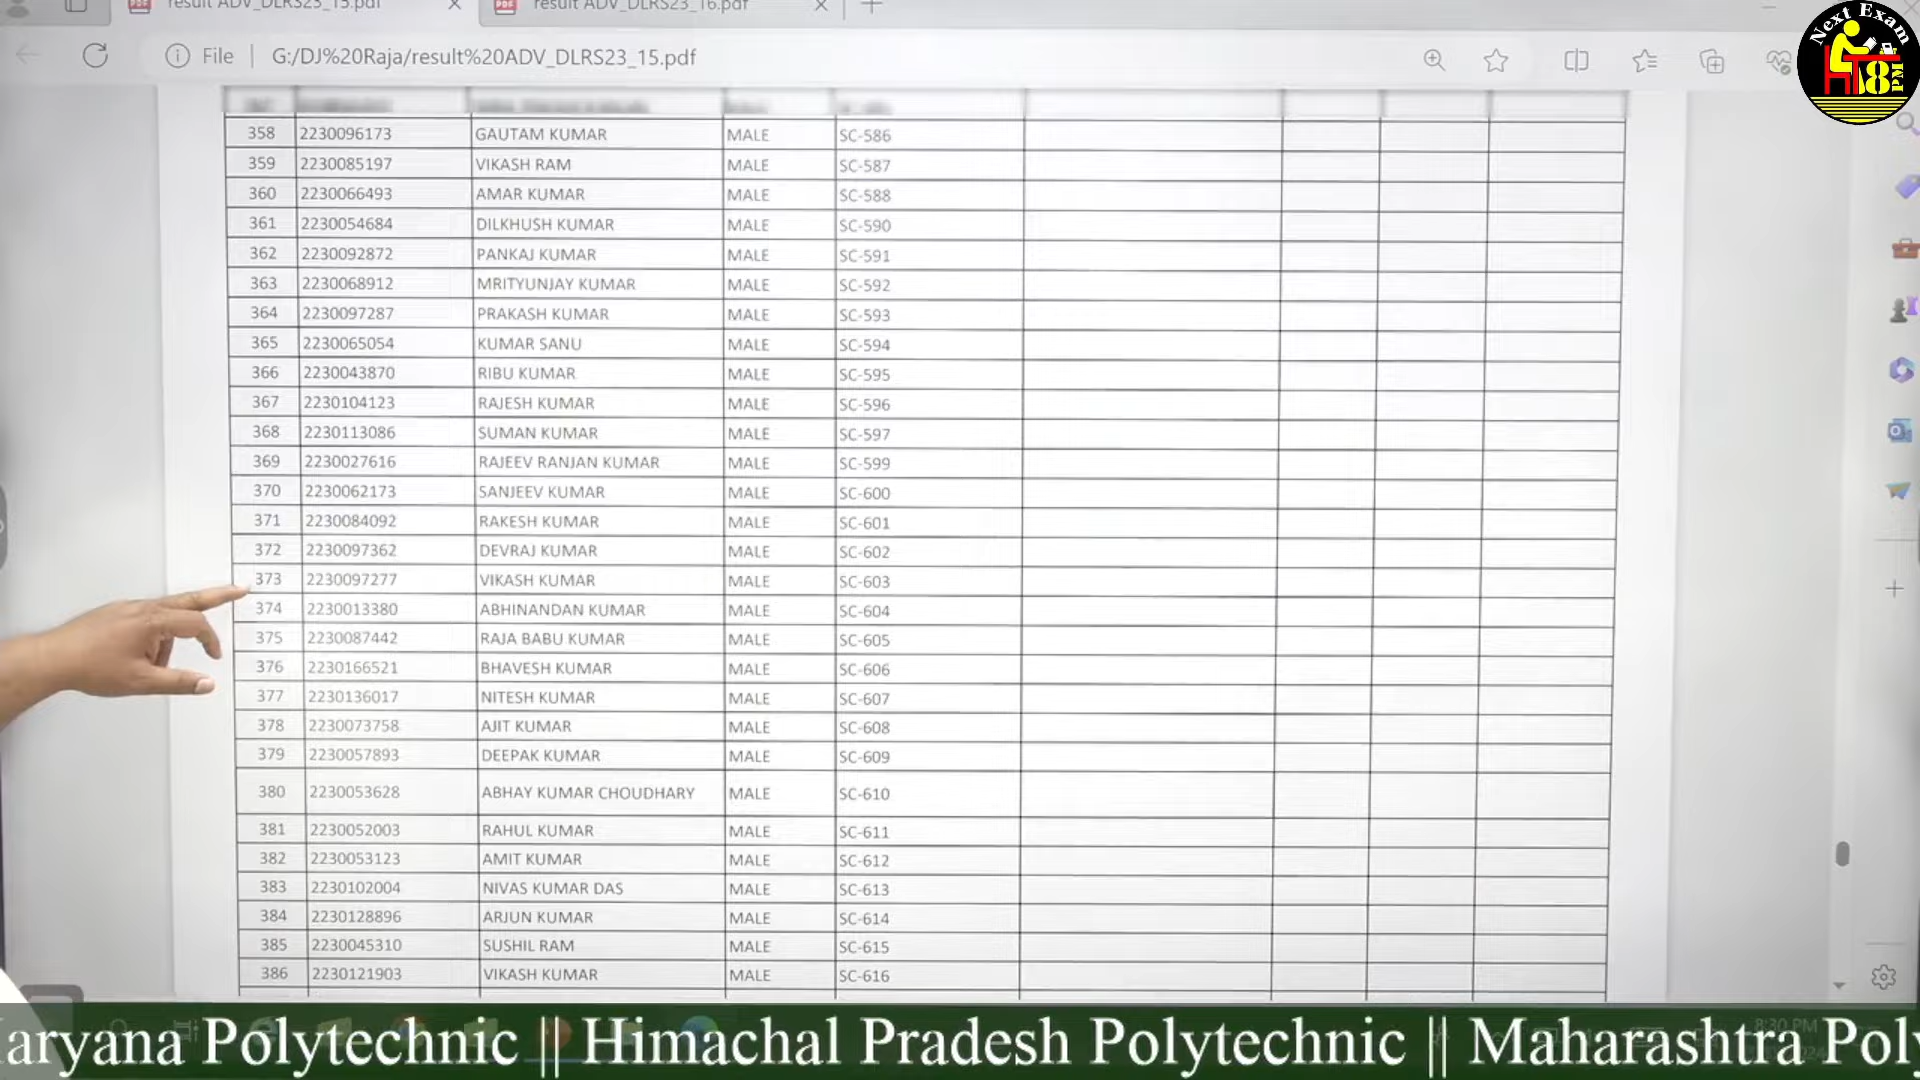 result ADV_DLRS23_15.pdf
result ADV_DLRS23_16.pdf
File G:/DJ%20Raja/result%20ADV_DLRS23_15.pdf
Next Exam
8 PM
358 2230096173 GAUTAM KUMAR MALE SC-586
359 2230085197 VIKASH RAM MALE SC-587
360 2230066493 AMAR KUMAR MALE SC-588
361 2230054684 DILKHUSH KUMAR MALE SC-590
362 2230092872 PANKAJ KUMAR MALE SC-591
363 2230068912 MRITYUNJAY KUMAR MALE SC-592
364 2230097287 PRAKASH KUMAR MALE SC-593
365 2230065054 KUMAR SANU MALE SC-594
366 2230043870 RIBU KUMAR MALE SC-595
367 2230104123 RAJESH KUMAR MALE SC-596
368 2230113086 SUMAN KUMAR MALE SC-597
369 2230027616 RAJEEV RANJAN KUMAR MALE SC-599
370 2230062173 SANJEEV KUMAR MALE SC-600
371 2230084092 RAKESH KUMAR MALE SC-601
372 2230097362 DEVRAJ KUMAR MALE SC-602
373 2230097277 VIKASH KUMAR MALE SC-603
374 2230013380 ABHINANDAN KUMAR MALE SC-604
375 2230087442 RAJA BABU KUMAR MALE SC-605
376 2230166521 BHAVESH KUMAR MALE SC-606
377 2230136017 NITESH KUMAR MALE SC-607
378 2230073758 AJIT KUMAR MALE SC-608
379 2230057893 DEEPAK KUMAR MALE SC-609
380 2230053628 ABHAY KUMAR CHOUDHARY MALE SC-610
381 2230052003 RAHUL KUMAR MALE SC-611
382 2230053123 AMIT KUMAR MALE SC-612
383 2230102004 NIVAS KUMAR DAS MALE SC-613
384 2230128896 ARJUN KUMAR MALE SC-614
385 2230045310 SUSHIL RAM MALE SC-615
386 2230121903 VIKASH KUMAR MALE SC-616
aryana Polytechnic || Himachal Pradesh Polytechnic || Maharashtra Poly
8:30 PM